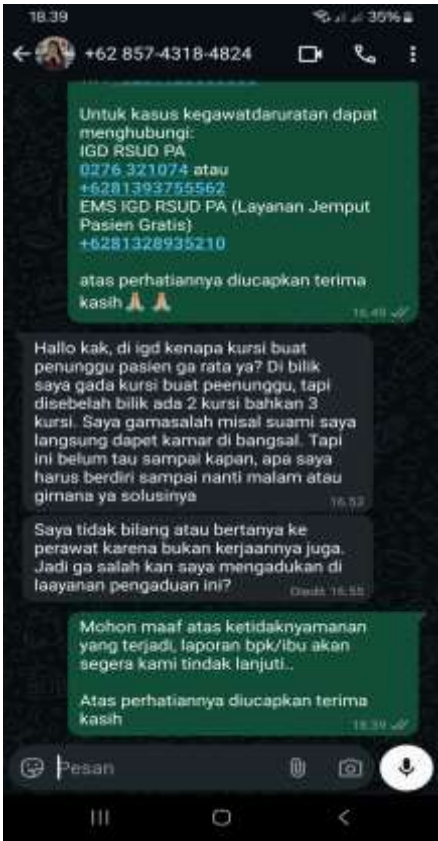 18.39
35%
+62 857-4318-4824
Untuk kasus kegawatdaruratan dapat
menghubungi:
IGD RSUD PA
0276 321074 atau
+6281393755562
EMS IGD RSUD PA (Layanan Jemput
Pasien Gratis)
+6281328935210
atas perhatiannya diucapkan terima
kasih🙏🙏
16.49
Hallo kak, di igd kenapa kursi buat
penunggu pasien ga rata ya? Di bilik
saya gada kursi buat peenunggu, tapi
disebelah bilik ada 2 kursi bahkan 3
kursi. Saya gamasalah misal suami saya
langsung dapet kamar di bangsal. Tapi
ini belum tau sampai kapan, apa saya
harus berdiri sampai nanti malam atau
gimana ya solusinya
16.53
Saya tidak bilang atau bertanya ke
perawat karena bukan kerjaannya juga.
Jadi ga salah kan saya mengadukan di
laayanan pengaduan ini?
Diedit 16.55
Mohon maaf atas ketidaknyamanan
yang terjadi, laporan bpk/ibu akan
segera kami tindak lanjuti..
Atas perhatiannya diucapkan terima
kasih
18.39
Pesan